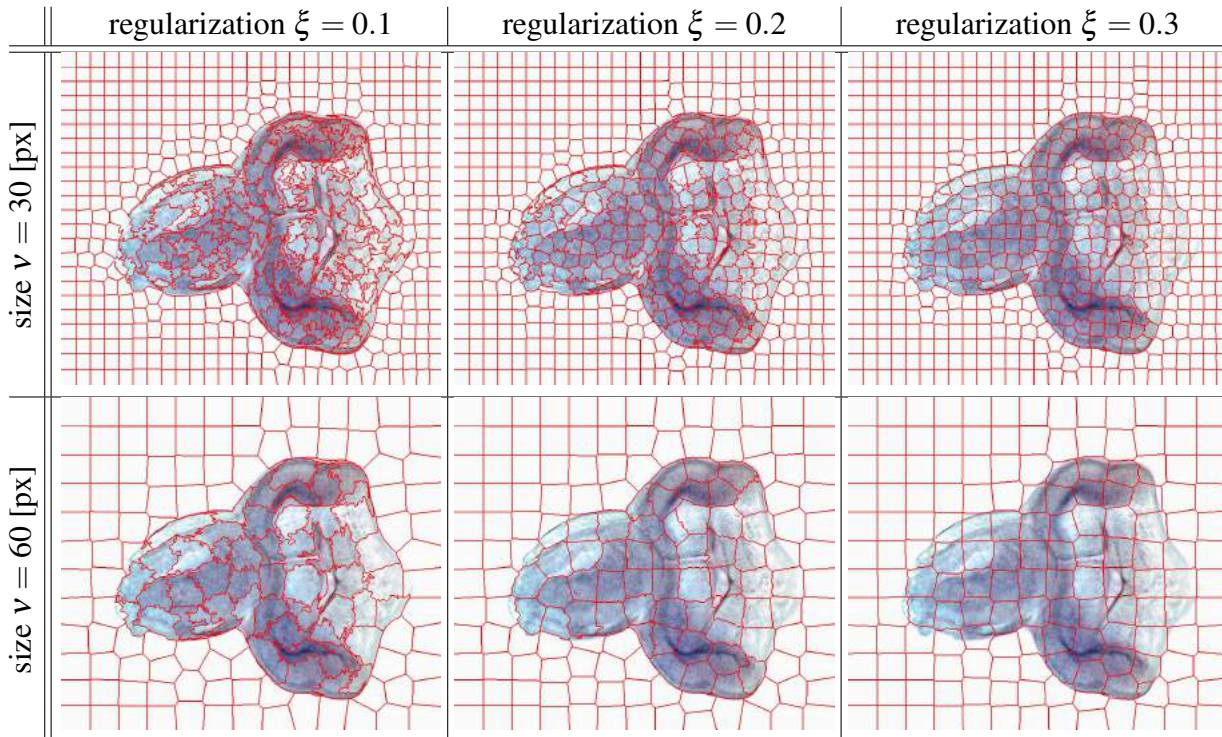 regularization ξ = 0.1
regularization ξ = 0.2
regularization ξ = 0.3
size ν = 30 [px]
size ν = 60 [px]